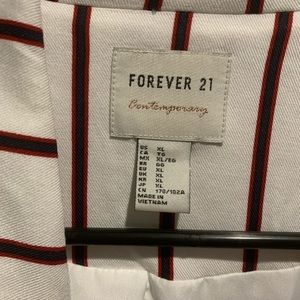 FOREVER 21
Contemporary
US XL
CA TG
MX XL/EG
BR GG
EU XL
UK XL
KR XL
JP XL
CN 170/102A
MADE IN
VIETNAM